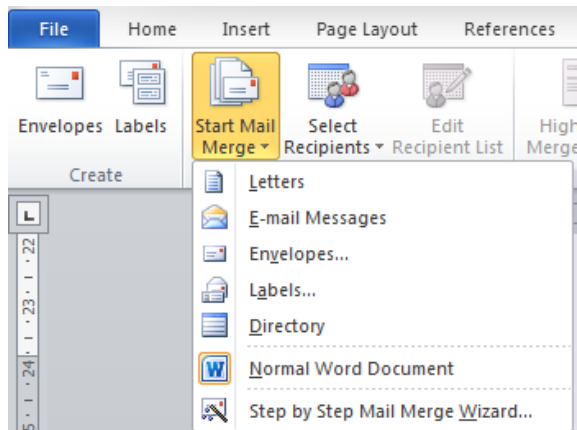 File Home Insert Page Layout References
Envelopes Labels Start Mail Merge Select Recipients Edit Recipient List
Create
L
Letters
E-mail Messages
Envelopes...
Labels...
Directory
Normal Word Document
Step by Step Mail Merge Wizard...
22
23
24